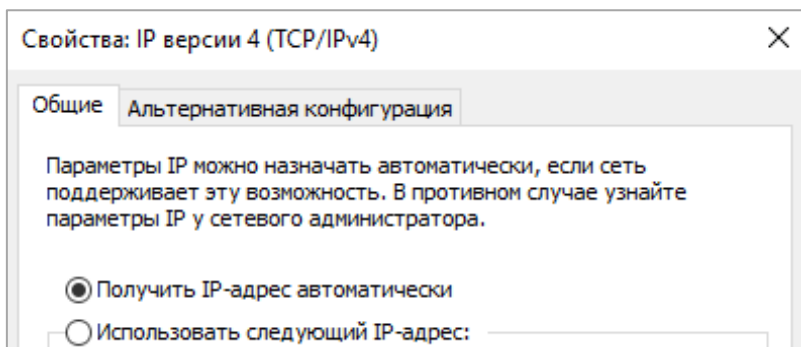 Свойства: IP версии 4 (TCP/IPv4)
Общие
Альтернативная конфигурация
Параметры IP можно назначать автоматически, если сеть
поддерживает эту возможность. В противном случае узнайте
параметры IP у сетевого администратора.
Получить IP-адрес автоматически
Использовать следующий IP-адрес: